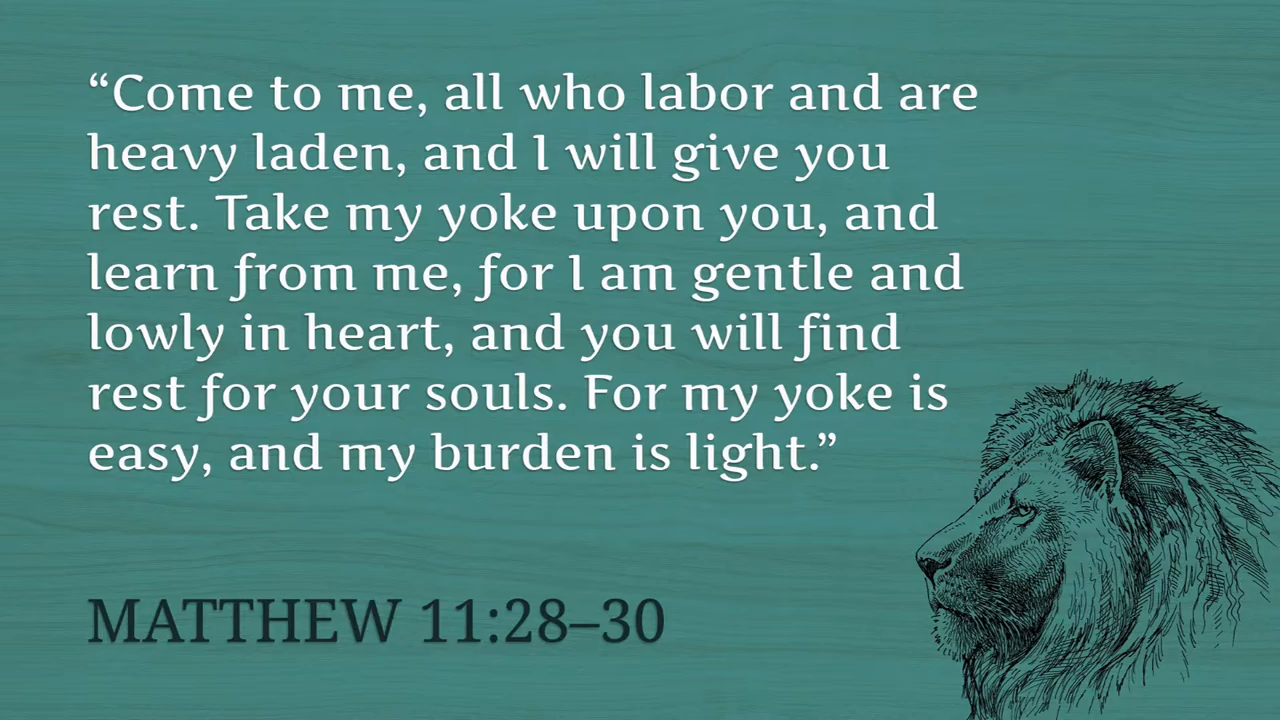 “Come to me, all who labor and are
heavy laden, and I will give you
rest. Take my yoke upon you, and
learn from me, for I am gentle and
lowly in heart, and you will find
rest for your souls. For my yoke is
easy, and my burden is light.”
MATTHEW 11:28–30